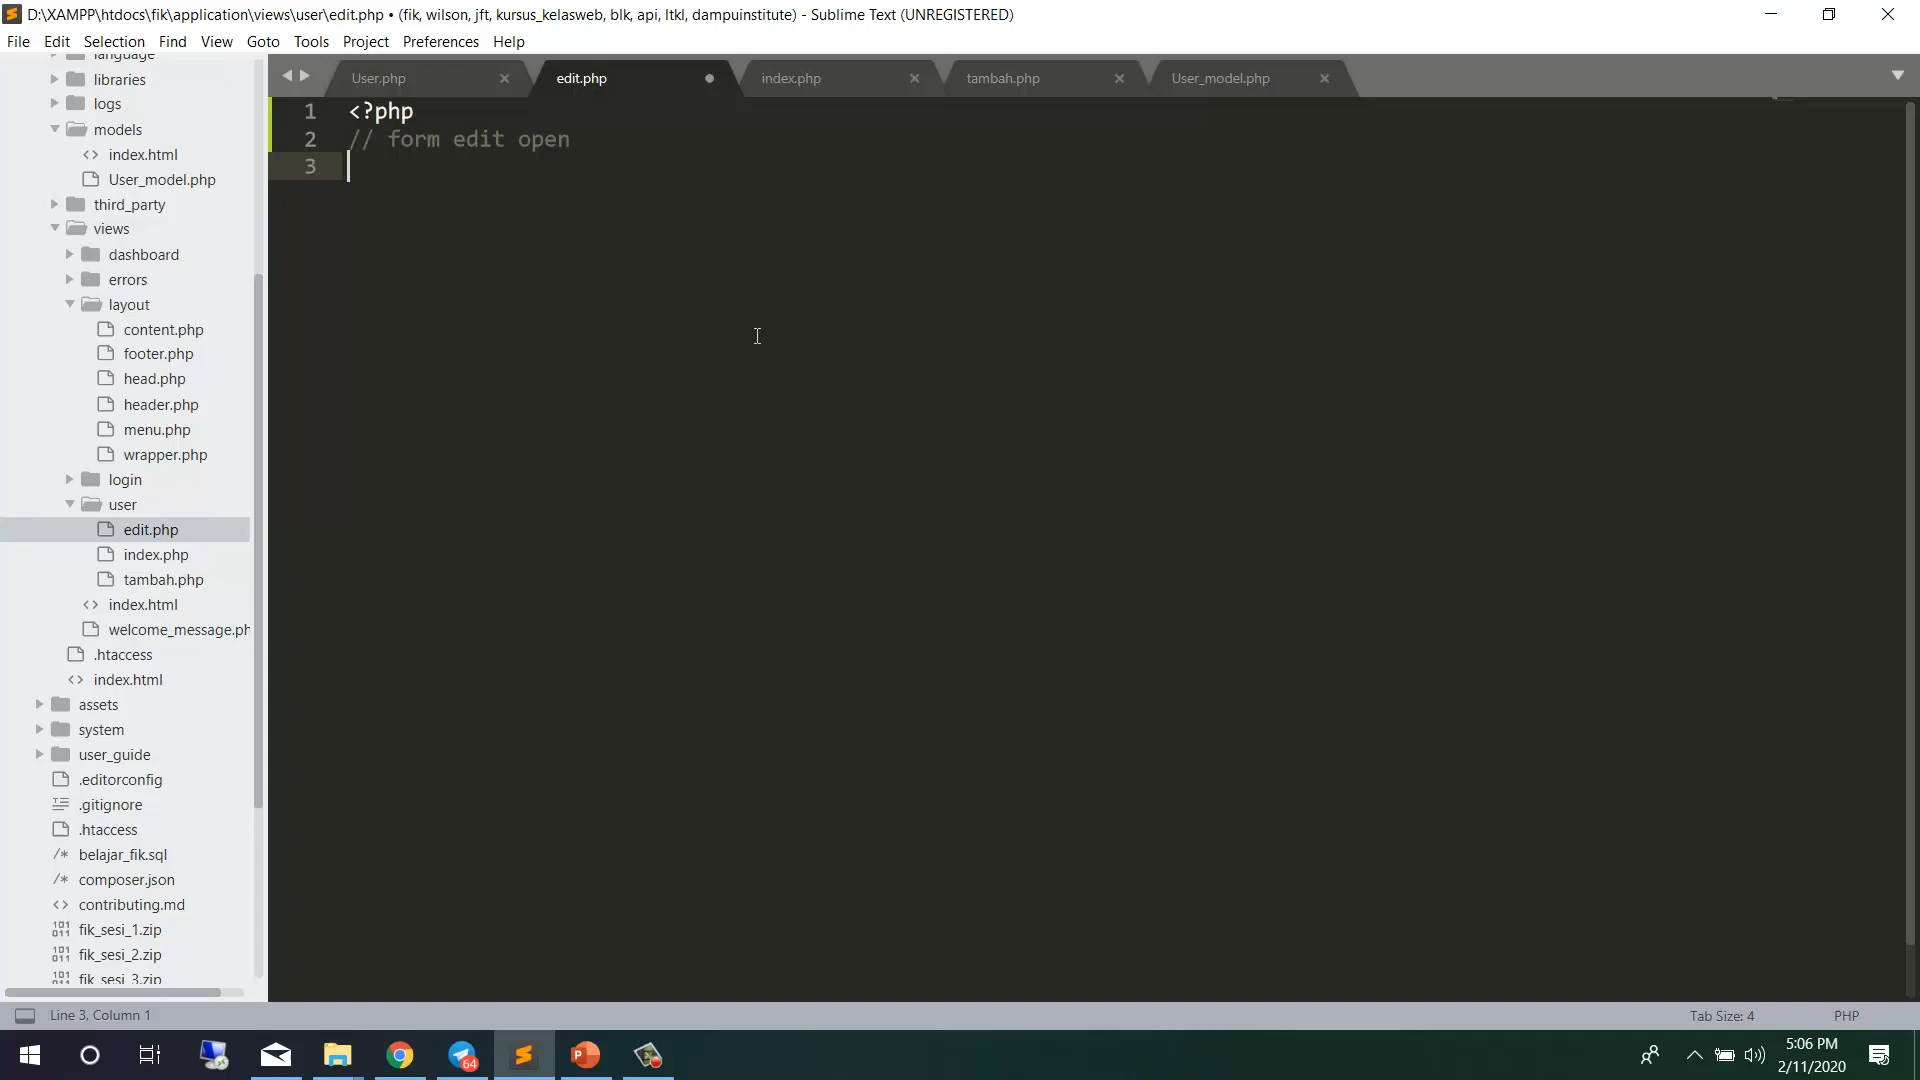 D:\XAMPP\htdocs\fik\application\views\user\edit.php • (fik, wilson, jft, kursus_kelasweb, blk, api, ltkl, dampuinstitute) - Sublime Text (UNREGISTERED)
File Edit Selection Find View Goto Tools Project Preferences Help
User.php edit.php index.php tambah.php User_model.php
language
libraries
logs
models
index.html
User_model.php
third_party
views
dashboard
errors
layout
content.php
footer.php
head.php
header.php
menu.php
wrapper.php
login
user
edit.php
index.php
tambah.php
index.html
welcome_message.ph
.htaccess
index.html
assets
system
user_guide
.editorconfig
.gitignore
.htaccess
belajar_fik.sql
composer.json
contributing.md
fik_sesi_1.zip
fik_sesi_2.zip
fik_sesi_3.zip
1 <?php
2 // form edit open
3
Line 3, Column 1 Tab Size: 4 PHP
64
5:06 PM
2/11/2020